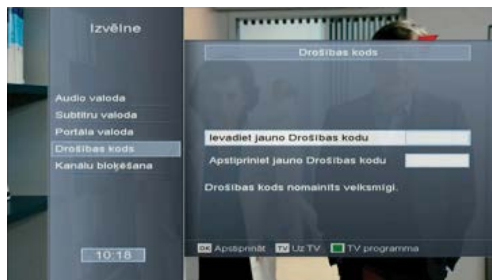 Izvēlne
Drošības kods
Audio valoda
Subtitru valoda
Portāla valoda
Drošības kods
Kanālu bloķēšana
Ievadiet jauno Drošības kodu
Apstipriniet jauno Drošības kodu
Drošības kods nomainīts veiksmīgi.
10:18
OK Apstiprināt TV Uz TV TV programma